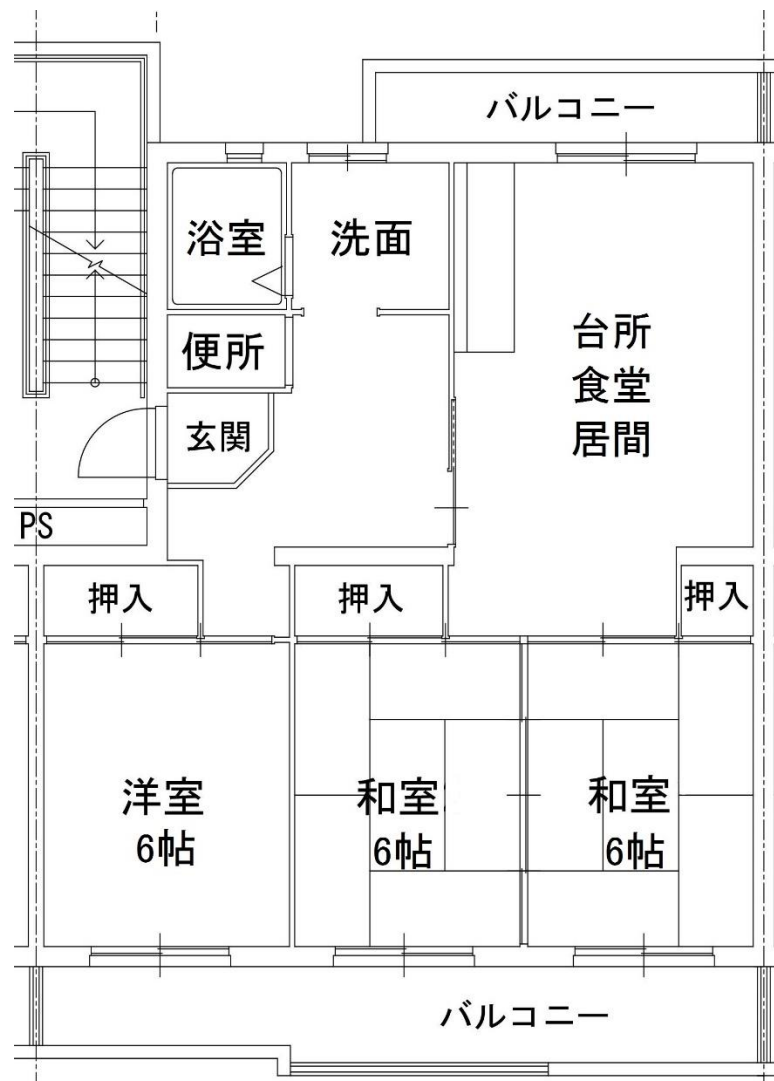 バルコニー
浴室
洗面
台所
食堂
居間
便所
玄関
PS
押入
押入
押入
洋室
6帖
和室
6帖
和室
6帖
バルコニー